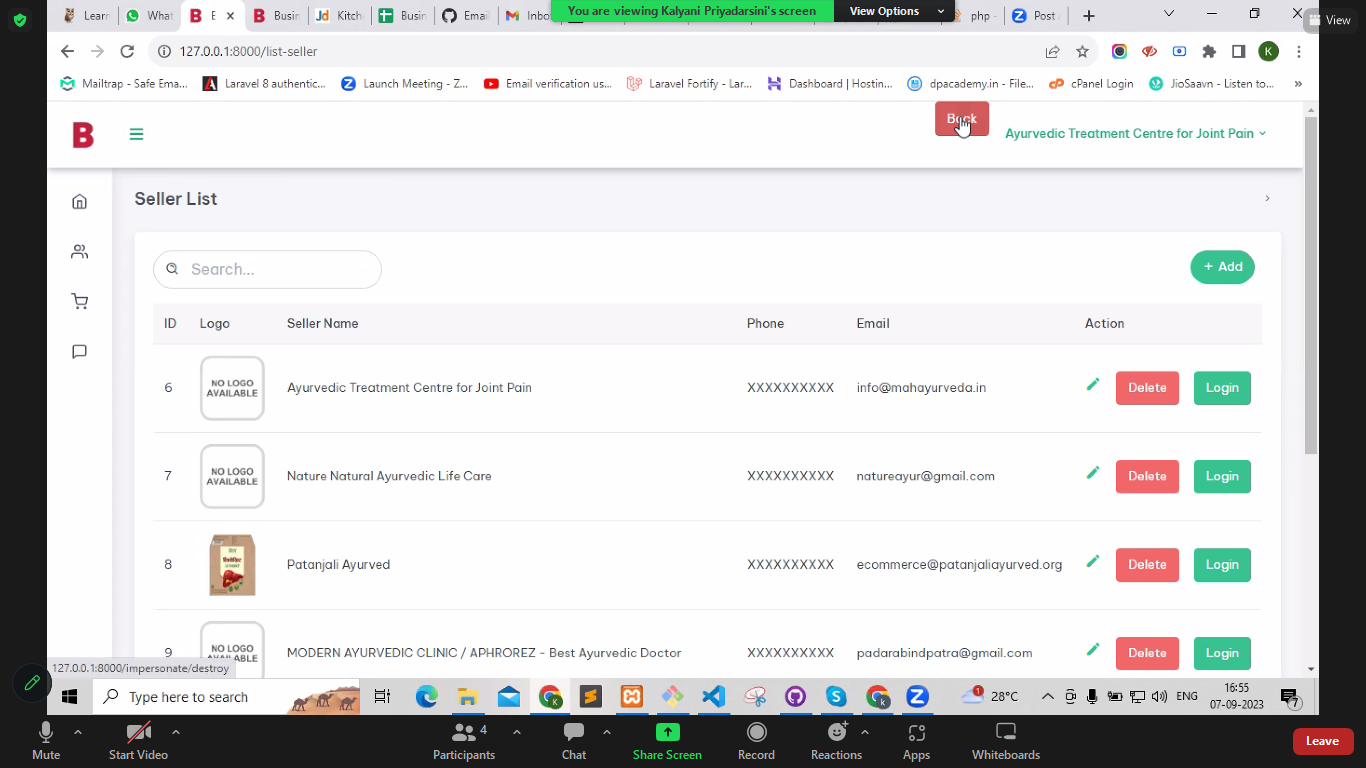 Learn
What
B
E
Busin
Kitch
Busin
Emai
Inbo
You are viewing Kalyani Priyadarsini's screen
View Options
php -
Post
View
127.0.0.1:8000/list-seller
K
Mailtrap - Safe Ema...
Laravel 8 authentic...
Launch Meeting - Z...
Email verification us...
Laravel Fortify - Lar...
Dashboard | Hostin...
dpacademy.in - File...
cPanel Login
JioSaavn - Listen to...
»
B
Back
Ayurvedic Treatment Centre for Joint Pain
Seller List
Search...
+ Add
ID Logo Seller Name Phone Email Action
6 NO LOGO AVAILABLE Ayurvedic Treatment Centre for Joint Pain XXXXXXXXXX info@mahayurveda.in Delete Login
7 NO LOGO AVAILABLE Nature Natural Ayurvedic Life Care XXXXXXXXXX natureayur@gmail.com Delete Login
8 Patanjali Ayurved XXXXXXXXXX ecommerce@patanjaliayurved.org Delete Login
9 NO LOGO AVAILABLE MODERN AYURVEDIC CLINIC / APHROREZ - Best Ayurvedic Doctor XXXXXXXXXX padarabindpatra@gmail.com Delete Login
127.0.0.1:8000/impersonate/destroy
Type here to search
1
28°C
ENG
16:55
07-09-2023
7
Mute
Start Video
Participants
4
Chat
Share Screen
Record
Reactions
Apps
Whiteboards
Leave